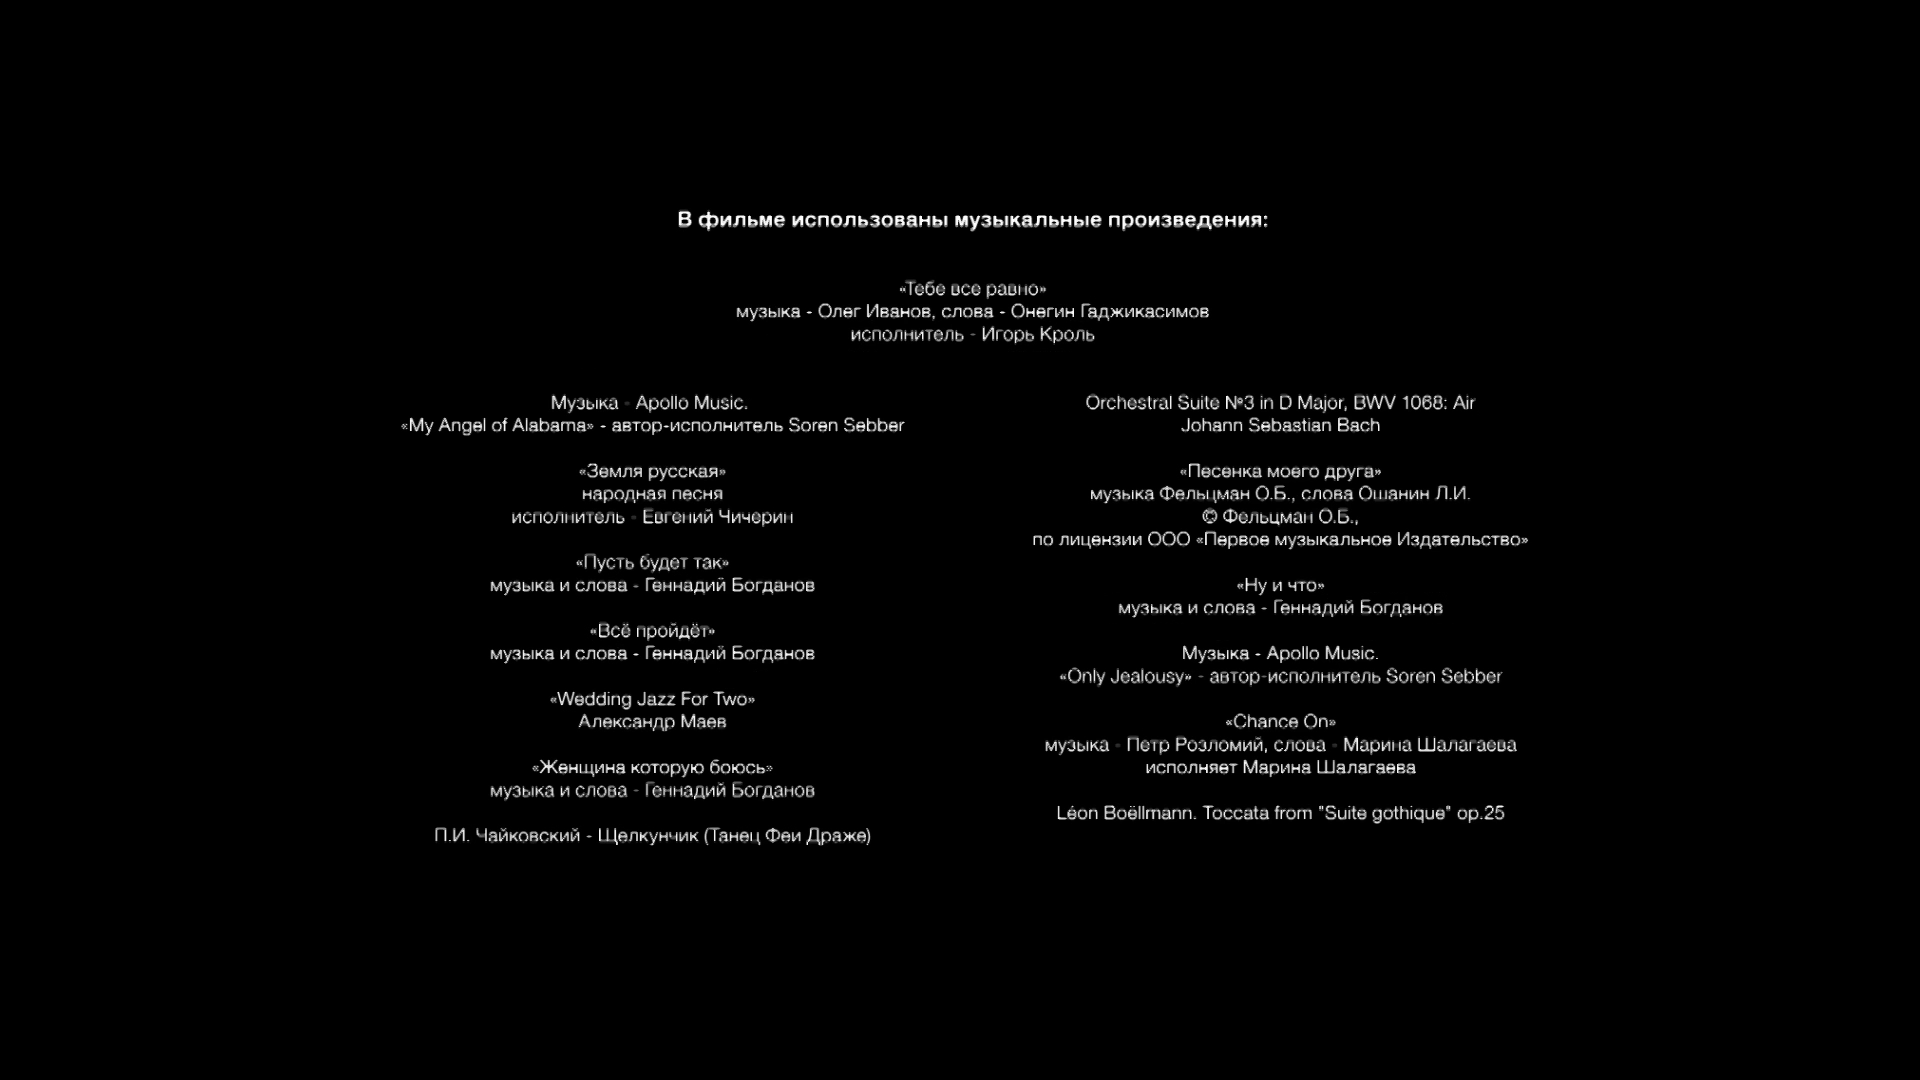 В фильме использованы музыкальные произведения:
«Тебе все равно»
музыка - Олег Иванов, слова - Онегин Гаджикасимов
исполнитель - Игорь Кроль
Музыка - Apollo Music.
«My Angel of Alabama» - автор-исполнитель Soren Sebber
«Земля русская»
народная песня
исполнитель - Евгений Чичерин
«Пусть будет так»
музыка и слова - Геннадий Богданов
«Всё пройдёт»
музыка и слова - Геннадий Богданов
«Wedding Jazz For Two»
Александр Маев
«Женщина которую боюсь»
музыка и слова - Геннадий Богданов
П.И. Чайковский - Щелкунчик (Танец Феи Драже)
Orchestral Suite №3 in D Major, BWV 1068: Air
Johann Sebastian Bach
«Песенка моего друга»
музыка Фельцман О.Б., слова Ошанин Л.И.
© Фельцман О.Б.,
по лицензии ООО «Первое музыкальное Издательство»
«Ну и что»
музыка и слова - Геннадий Богданов
Музыка - Apollo Music.
«Only Jealousy» - автор-исполнитель Soren Sebber
«Chance On»
музыка - Петр Розломий, слова - Марина Шалагаева
исполняет Марина Шалагаева
Léon Boëllmann. Toccata from "Suite gothique" op.25